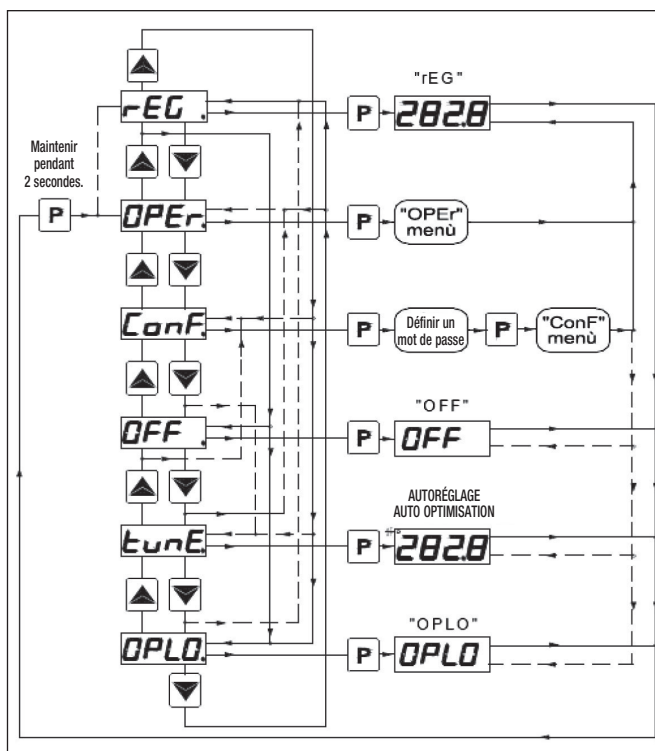 "rEG"
rEG.
P
282.8
Maintenir
pendant
2 secondes.
P
OPEr.
P
"OPEr"
menù
ConF.
P
Définir un
mot de passe
P
"ConF"
menù
"OFF"
OFF.
P
OFF
AUTORÉGLAGE
AUTO OPTIMISATION
tunE.
P
282.8
"OPLO"
OPLO.
P
OPLO